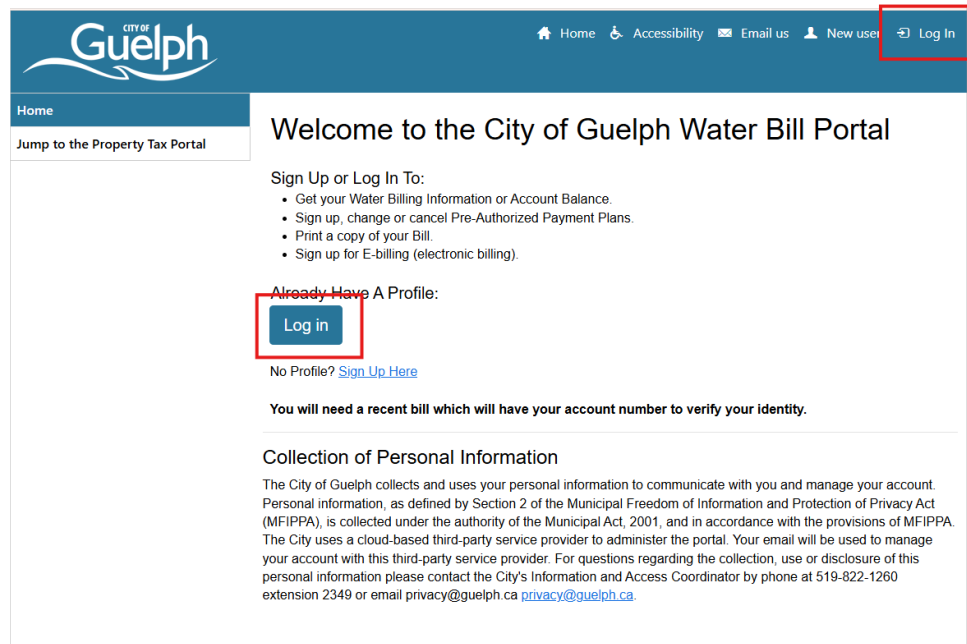 CITY OF
Guelph
Home Accessibility Email us New user Log In
Home
Jump to the Property Tax Portal
Welcome to the City of Guelph Water Bill Portal
Sign Up or Log In To:
• Get your Water Billing Information or Account Balance.
• Sign up, change or cancel Pre-Authorized Payment Plans.
• Print a copy of your Bill.
• Sign up for E-billing (electronic billing).
Already Have A Profile:
Log in
No Profile? Sign Up Here
You will need a recent bill which will have your account number to verify your identity.
Collection of Personal Information
The City of Guelph collects and uses your personal information to communicate with you and manage your account.
Personal information, as defined by Section 2 of the Municipal Freedom of Information and Protection of Privacy Act
(MFIPPA), is collected under the authority of the Municipal Act, 2001, and in accordance with the provisions of MFIPPA.
The City uses a cloud-based third-party service provider to administer the portal. Your email will be used to manage
your account with this third-party service provider. For questions regarding the collection, use or disclosure of this
personal information please contact the City's Information and Access Coordinator by phone at 519-822-1260
extension 2349 or email privacy@guelph.ca privacy@guelph.ca.